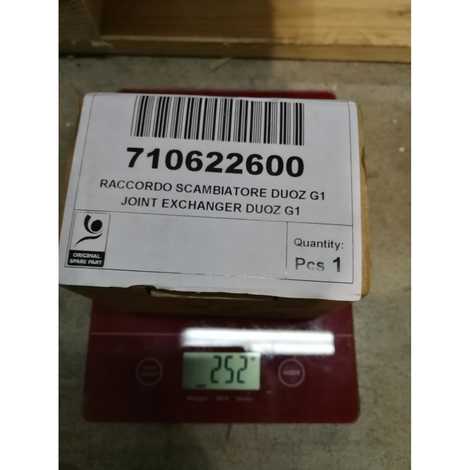 710622600
RACCORDO SCAMBIATORE DUOZ G1
JOINT EXCHANGER DUOZ G1
ORIGINAL
SPARE PART
Quantity:
Pcs 1
252